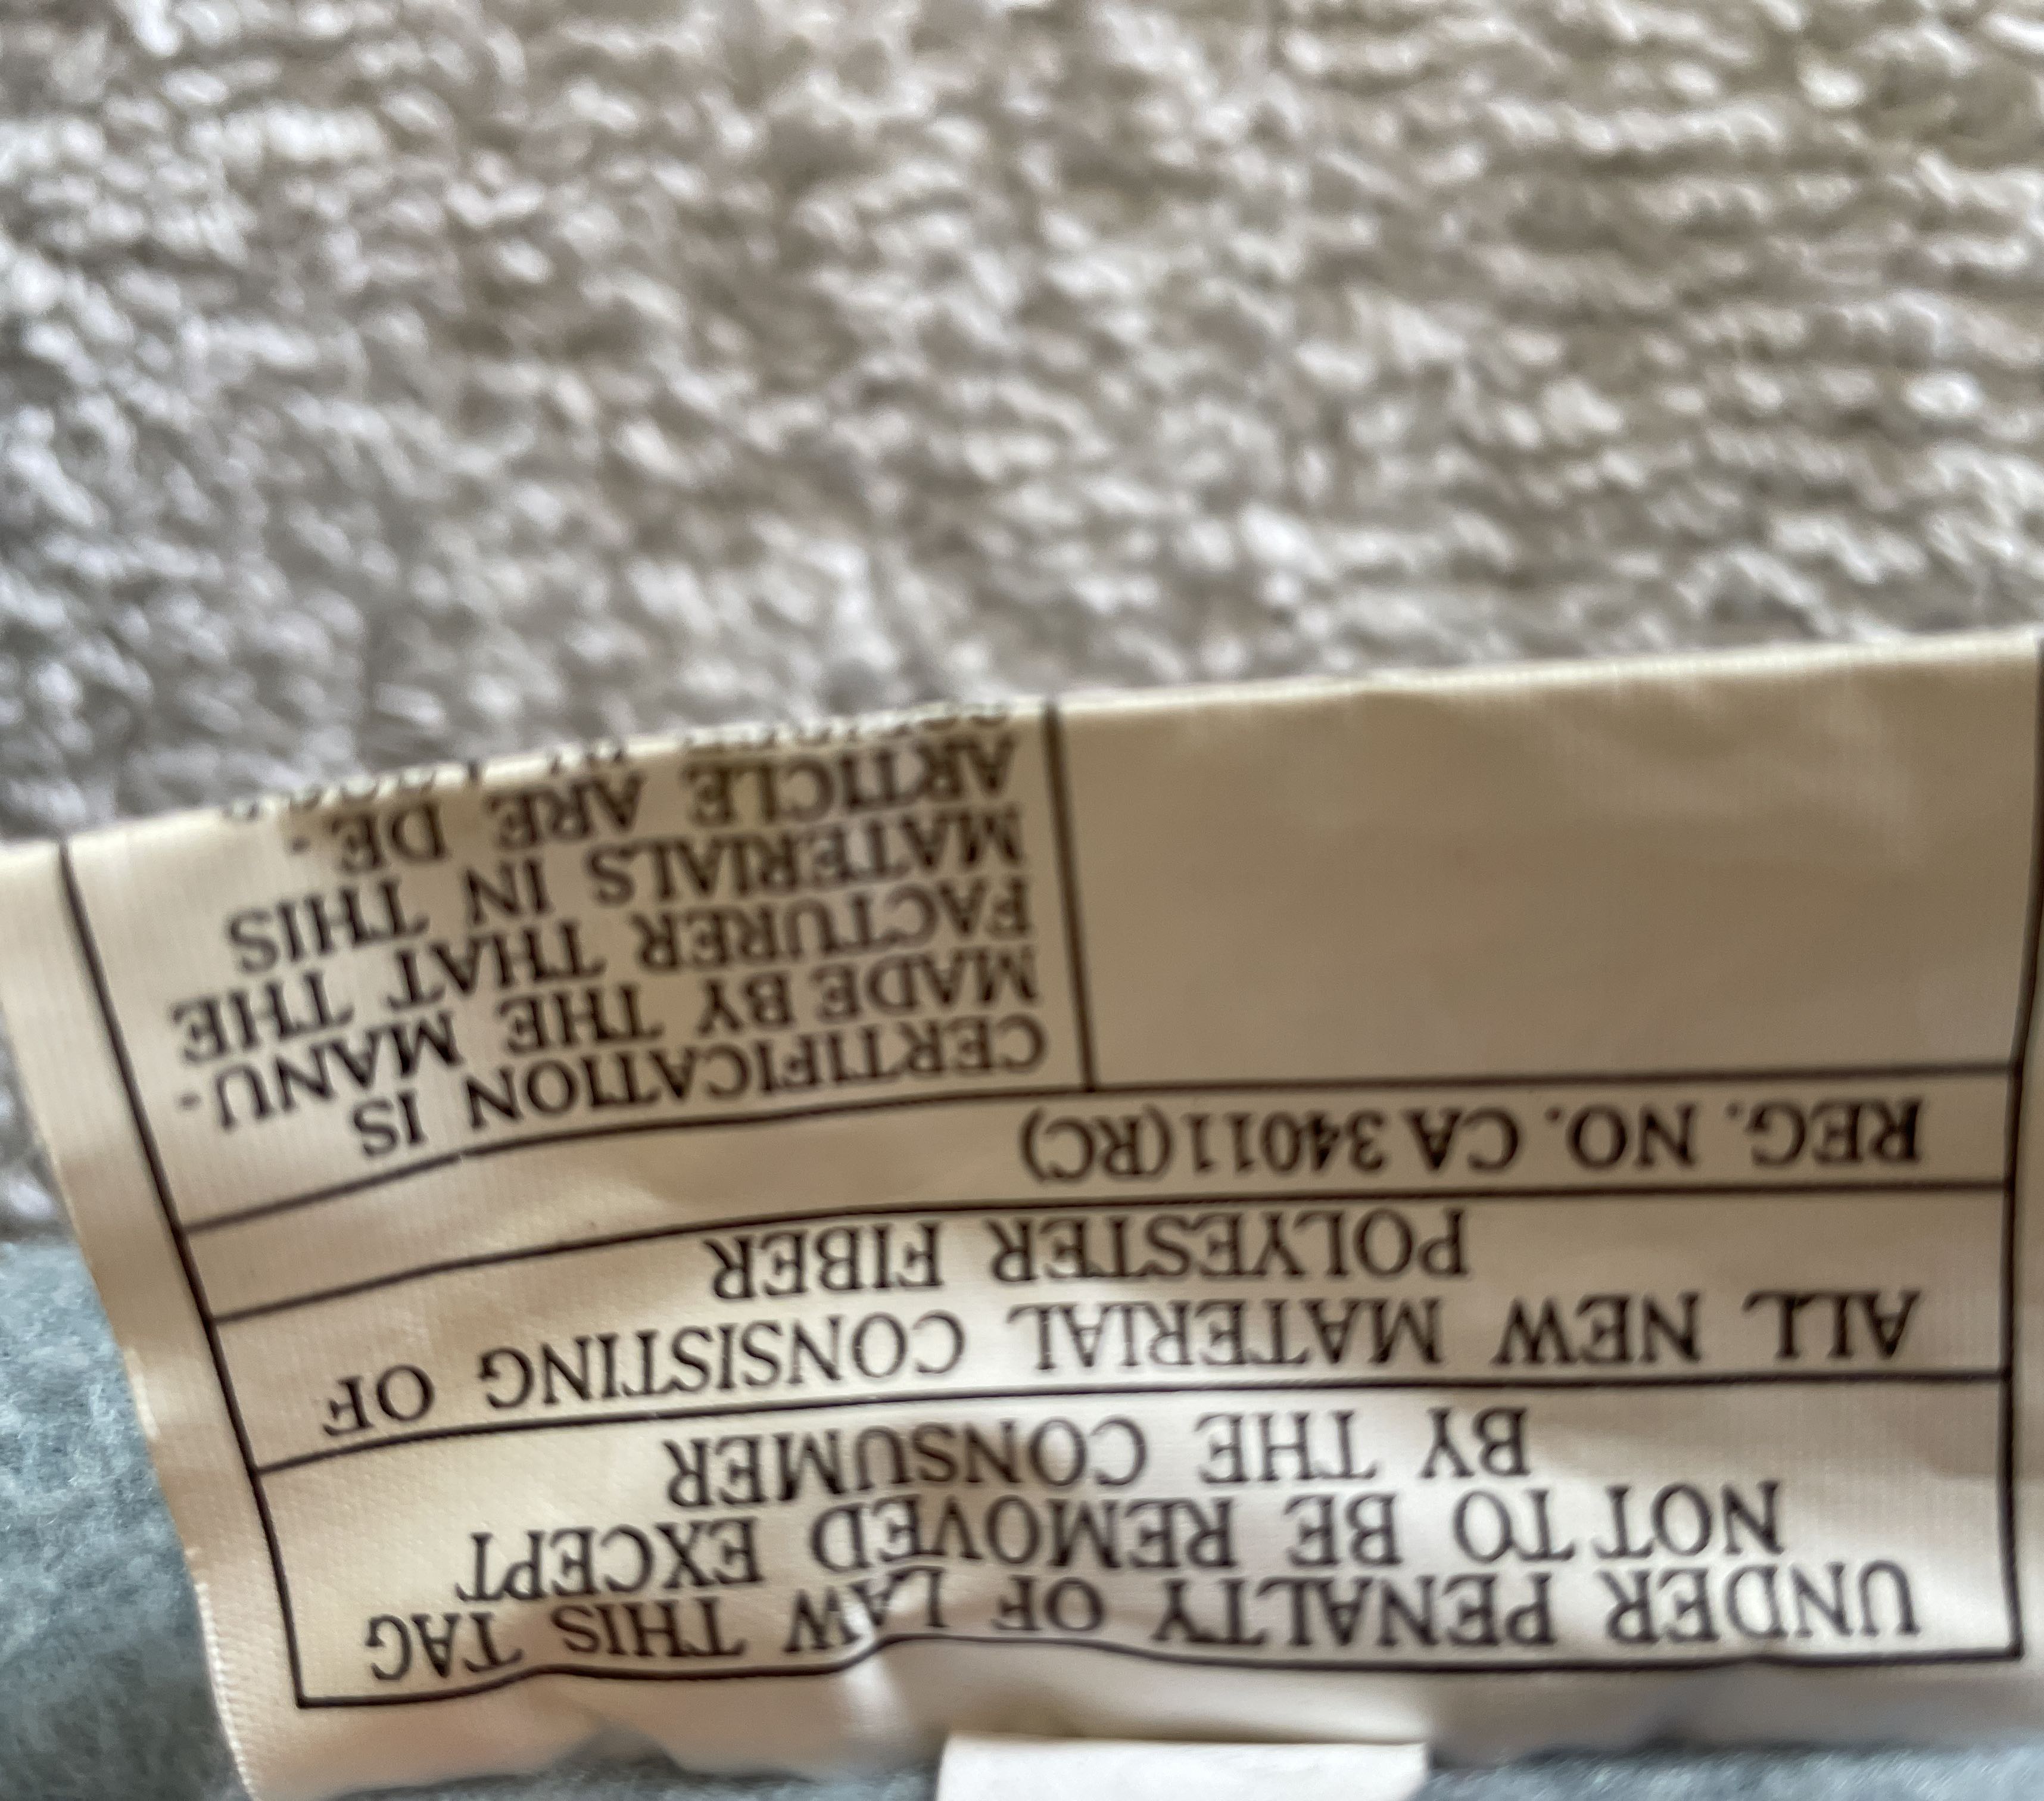 UNDER PENALTY OF LAW THIS TAG
NOT TO BE REMOVED EXCEPT
BY THE CONSUMER
ALL NEW MATERIAL CONSISTING OF
POLYESTER FIBER
REG. NO. CA 34011(RC)
CERTIFICATION IS
MADE BY THE MANU-
FACTURER THAT THE
MATERIALS IN THIS
ARTICLE ARE DE-